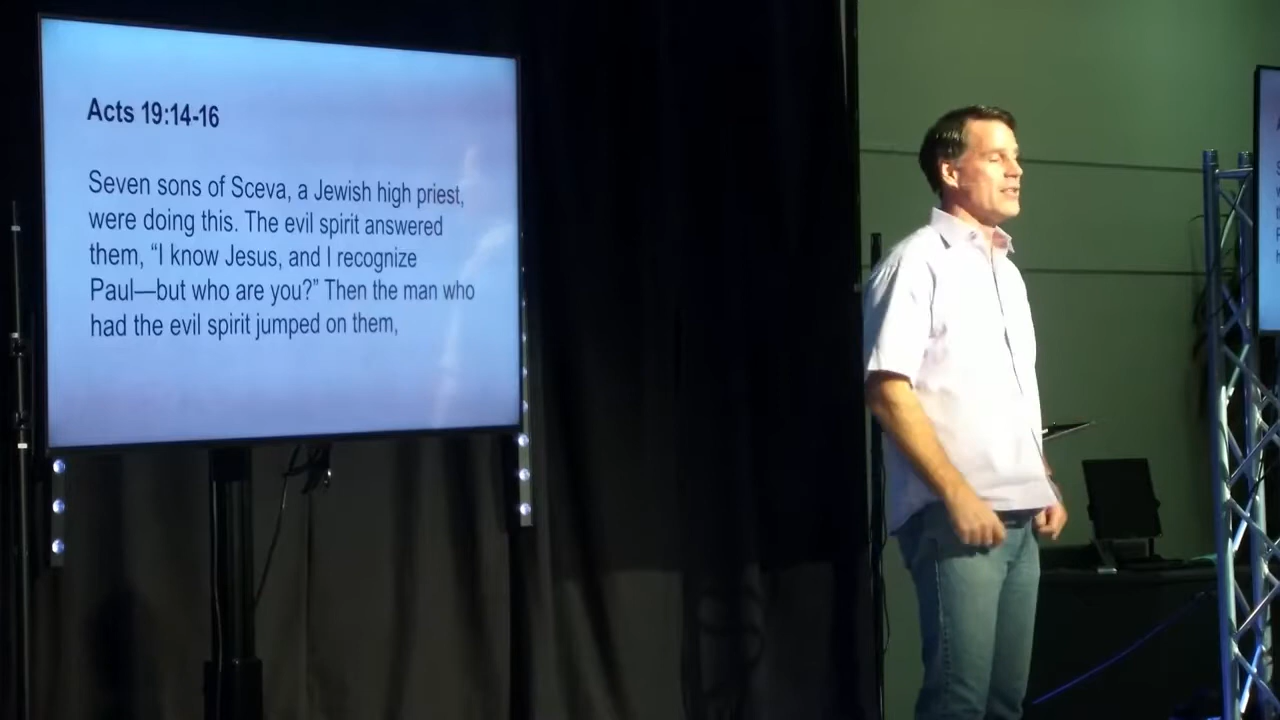 Acts 19:14-16
Seven sons of Sceva, a Jewish high priest,
were doing this. The evil spirit answered
them, “I know Jesus, and I recognize
Paul—but who are you?” Then the man who
had the evil spirit jumped on them,